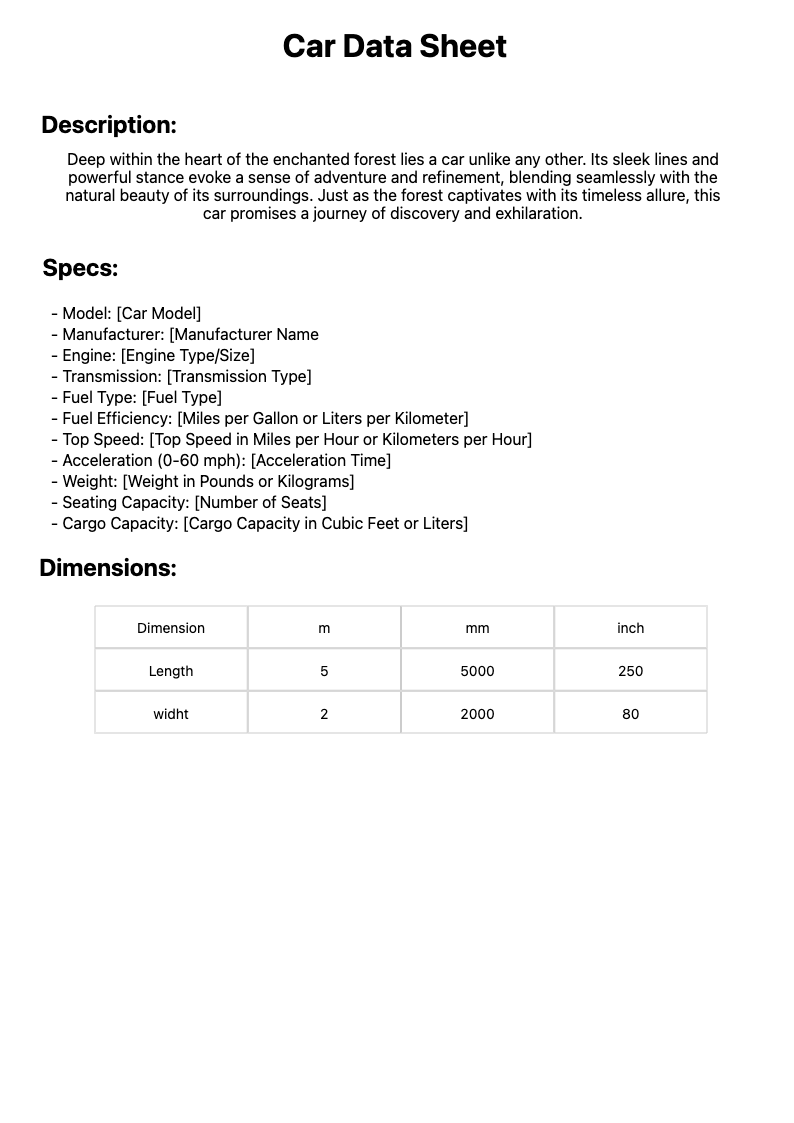 Car Data Sheet
Description:
Deep within the heart of the enchanted forest lies a car unlike any other. Its sleek lines and
powerful stance evoke a sense of adventure and refinement, blending seamlessly with the
natural beauty of its surroundings. Just as the forest captivates with its timeless allure, this
car promises a journey of discovery and exhilaration.
Specs:
- Model: [Car Model]
- Manufacturer: [Manufacturer Name
- Engine: [Engine Type/Size]
- Transmission: [Transmission Type]
- Fuel Type: [Fuel Type]
- Fuel Efficiency: [Miles per Gallon or Liters per Kilometer]
- Top Speed: [Top Speed in Miles per Hour or Kilometers per Hour]
- Acceleration (0-60 mph): [Acceleration Time]
- Weight: [Weight in Pounds or Kilograms]
- Seating Capacity: [Number of Seats]
- Cargo Capacity: [Cargo Capacity in Cubic Feet or Liters]
Dimensions:
Dimension m mm inch
Length 5 5000 250
widht 2 2000 80